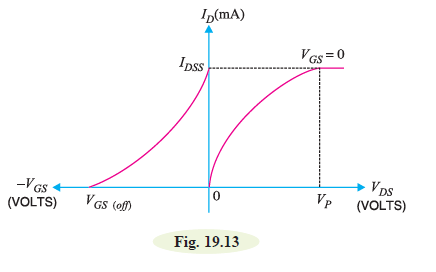 I_D(mA)
I_DSS
V_GS = 0
–V_GS
(VOLTS)
V_GS (off)
0
V_P
V_DS
(VOLTS)
Fig. 19.13